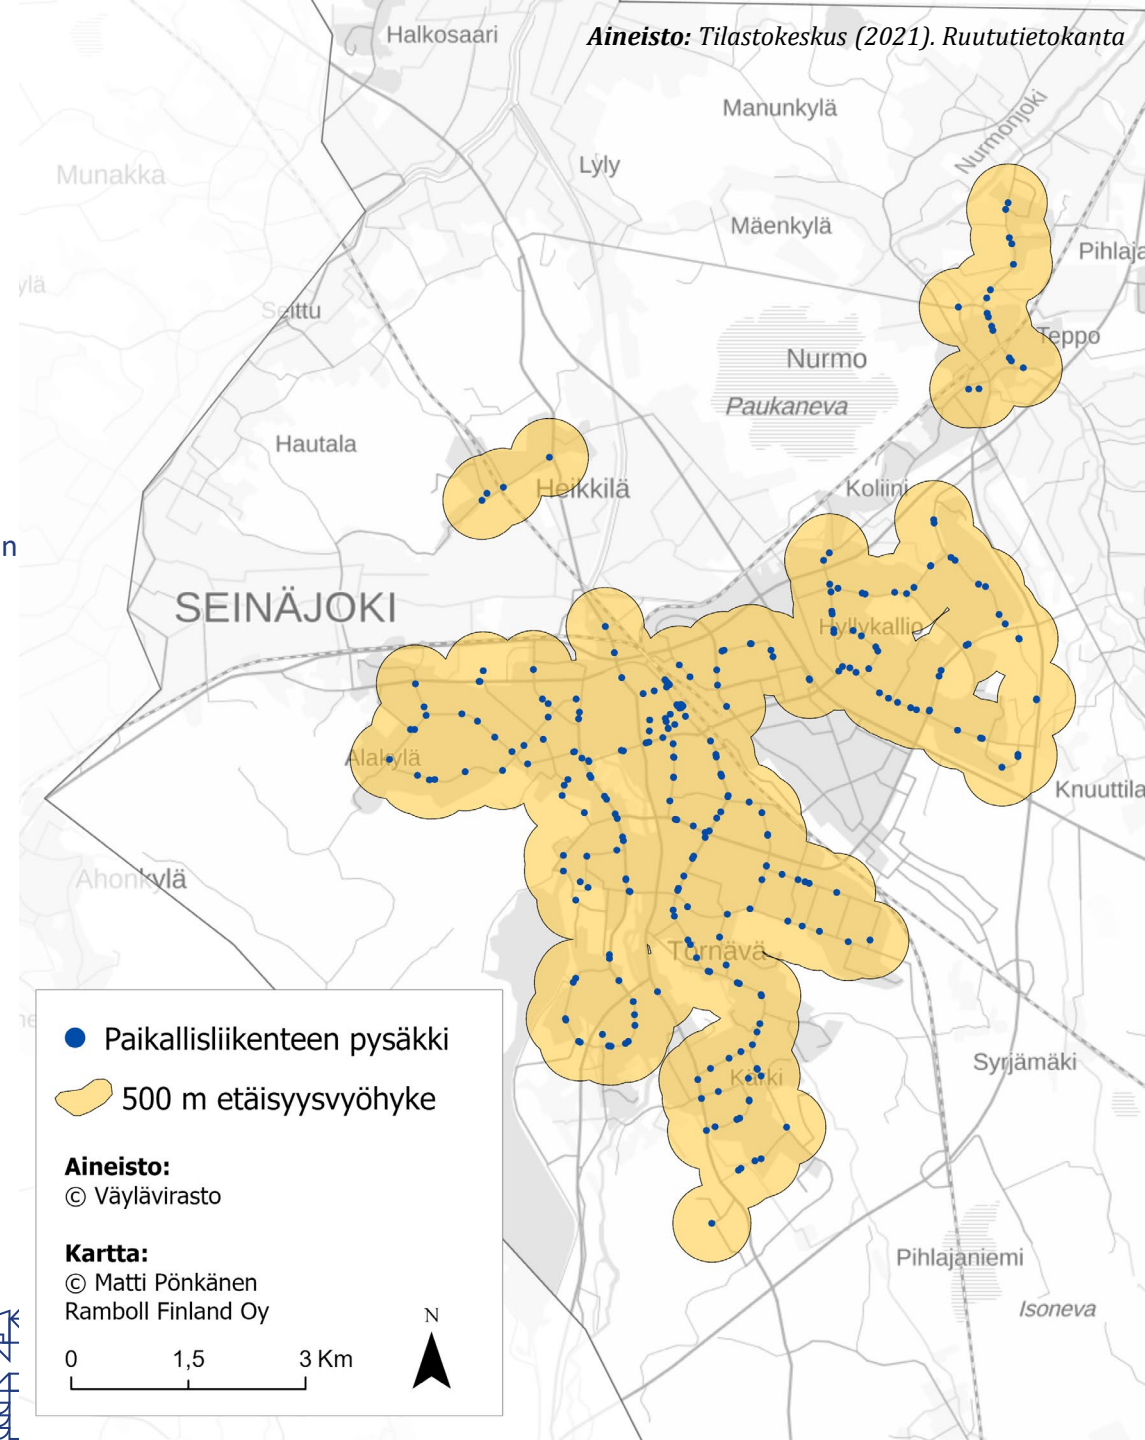 Aineisto: Tilastokeskus (2021). Ruututietokanta
Halkosaari
Manunkylä
Nurmonjoki
Lyly
Munakka
Mäenkylä
Pihlaja
ylä
Seittu
Teppo
Nurmo
Paukaneva
Hautala
Heikkilä
Koliini
n
SEINÄJOKI
Hyllykallio
Alakylä
Knuuttila
Ahonkylä
Törnävä
Paikallisliikenteen pysäkki
500 m etäisyysvyöhyke
Syrjämäki
Kärki
Aineisto:
© Väylävirasto
Kartta:
© Matti Pönkänen
Ramboll Finland Oy
Pihlajaniemi
Isoneva
N
0 1,5 3 Km